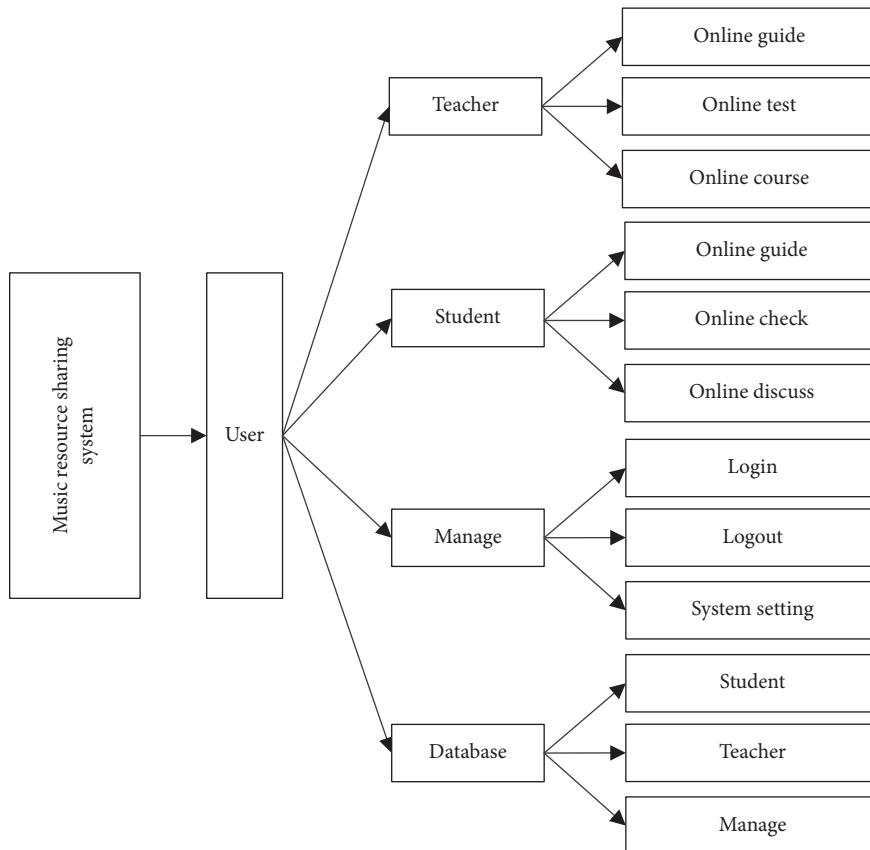 Music resource sharing
system
User
Teacher
Online guide
Online test
Online course
Student
Online guide
Online check
Online discuss
Manage
Login
Logout
System setting
Database
Student
Teacher
Manage